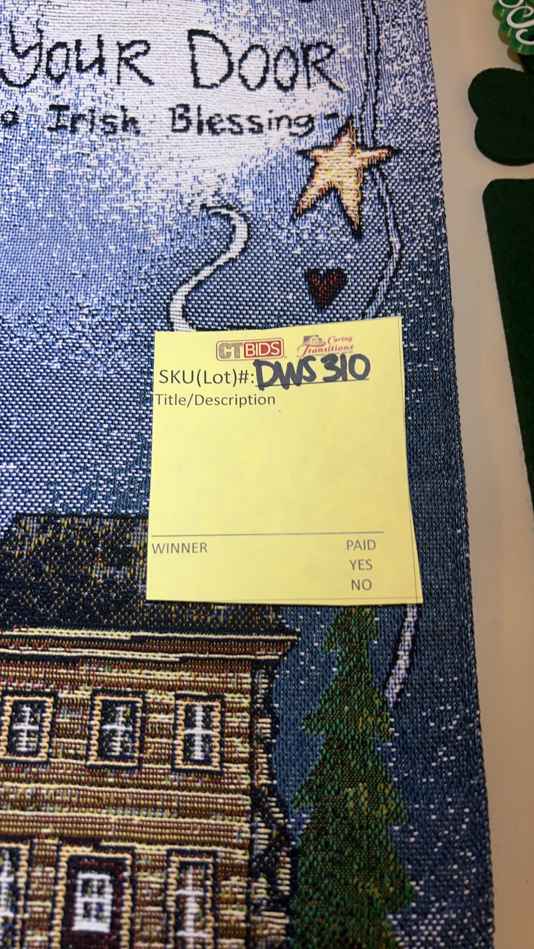 YOUR DOOR
Irish Blessing-
CTBIDS Caring Transitions
SKU(Lot)#: DWS 310
Title/Description
WINNER PAID
YES
NO